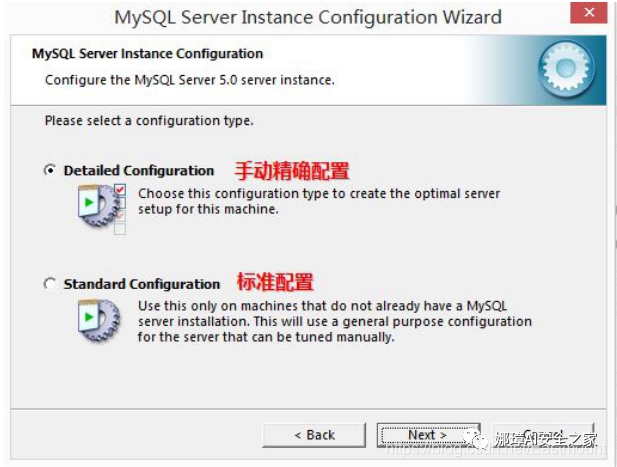 MySQL Server Instance Configuration Wizard
MySQL Server Instance Configuration
Configure the MySQL Server 5.0 server instance.
Please select a configuration type.
Detailed Configuration 手动精确配置
Choose this configuration type to create the optimal server
setup for this machine.
Standard Configuration 标准配置
Use this only on machines that do not already have a MySQL
server installation. This will use a general purpose configuration
for the server that can be tuned manually.
< Back Next >
娜璋AI安全之家